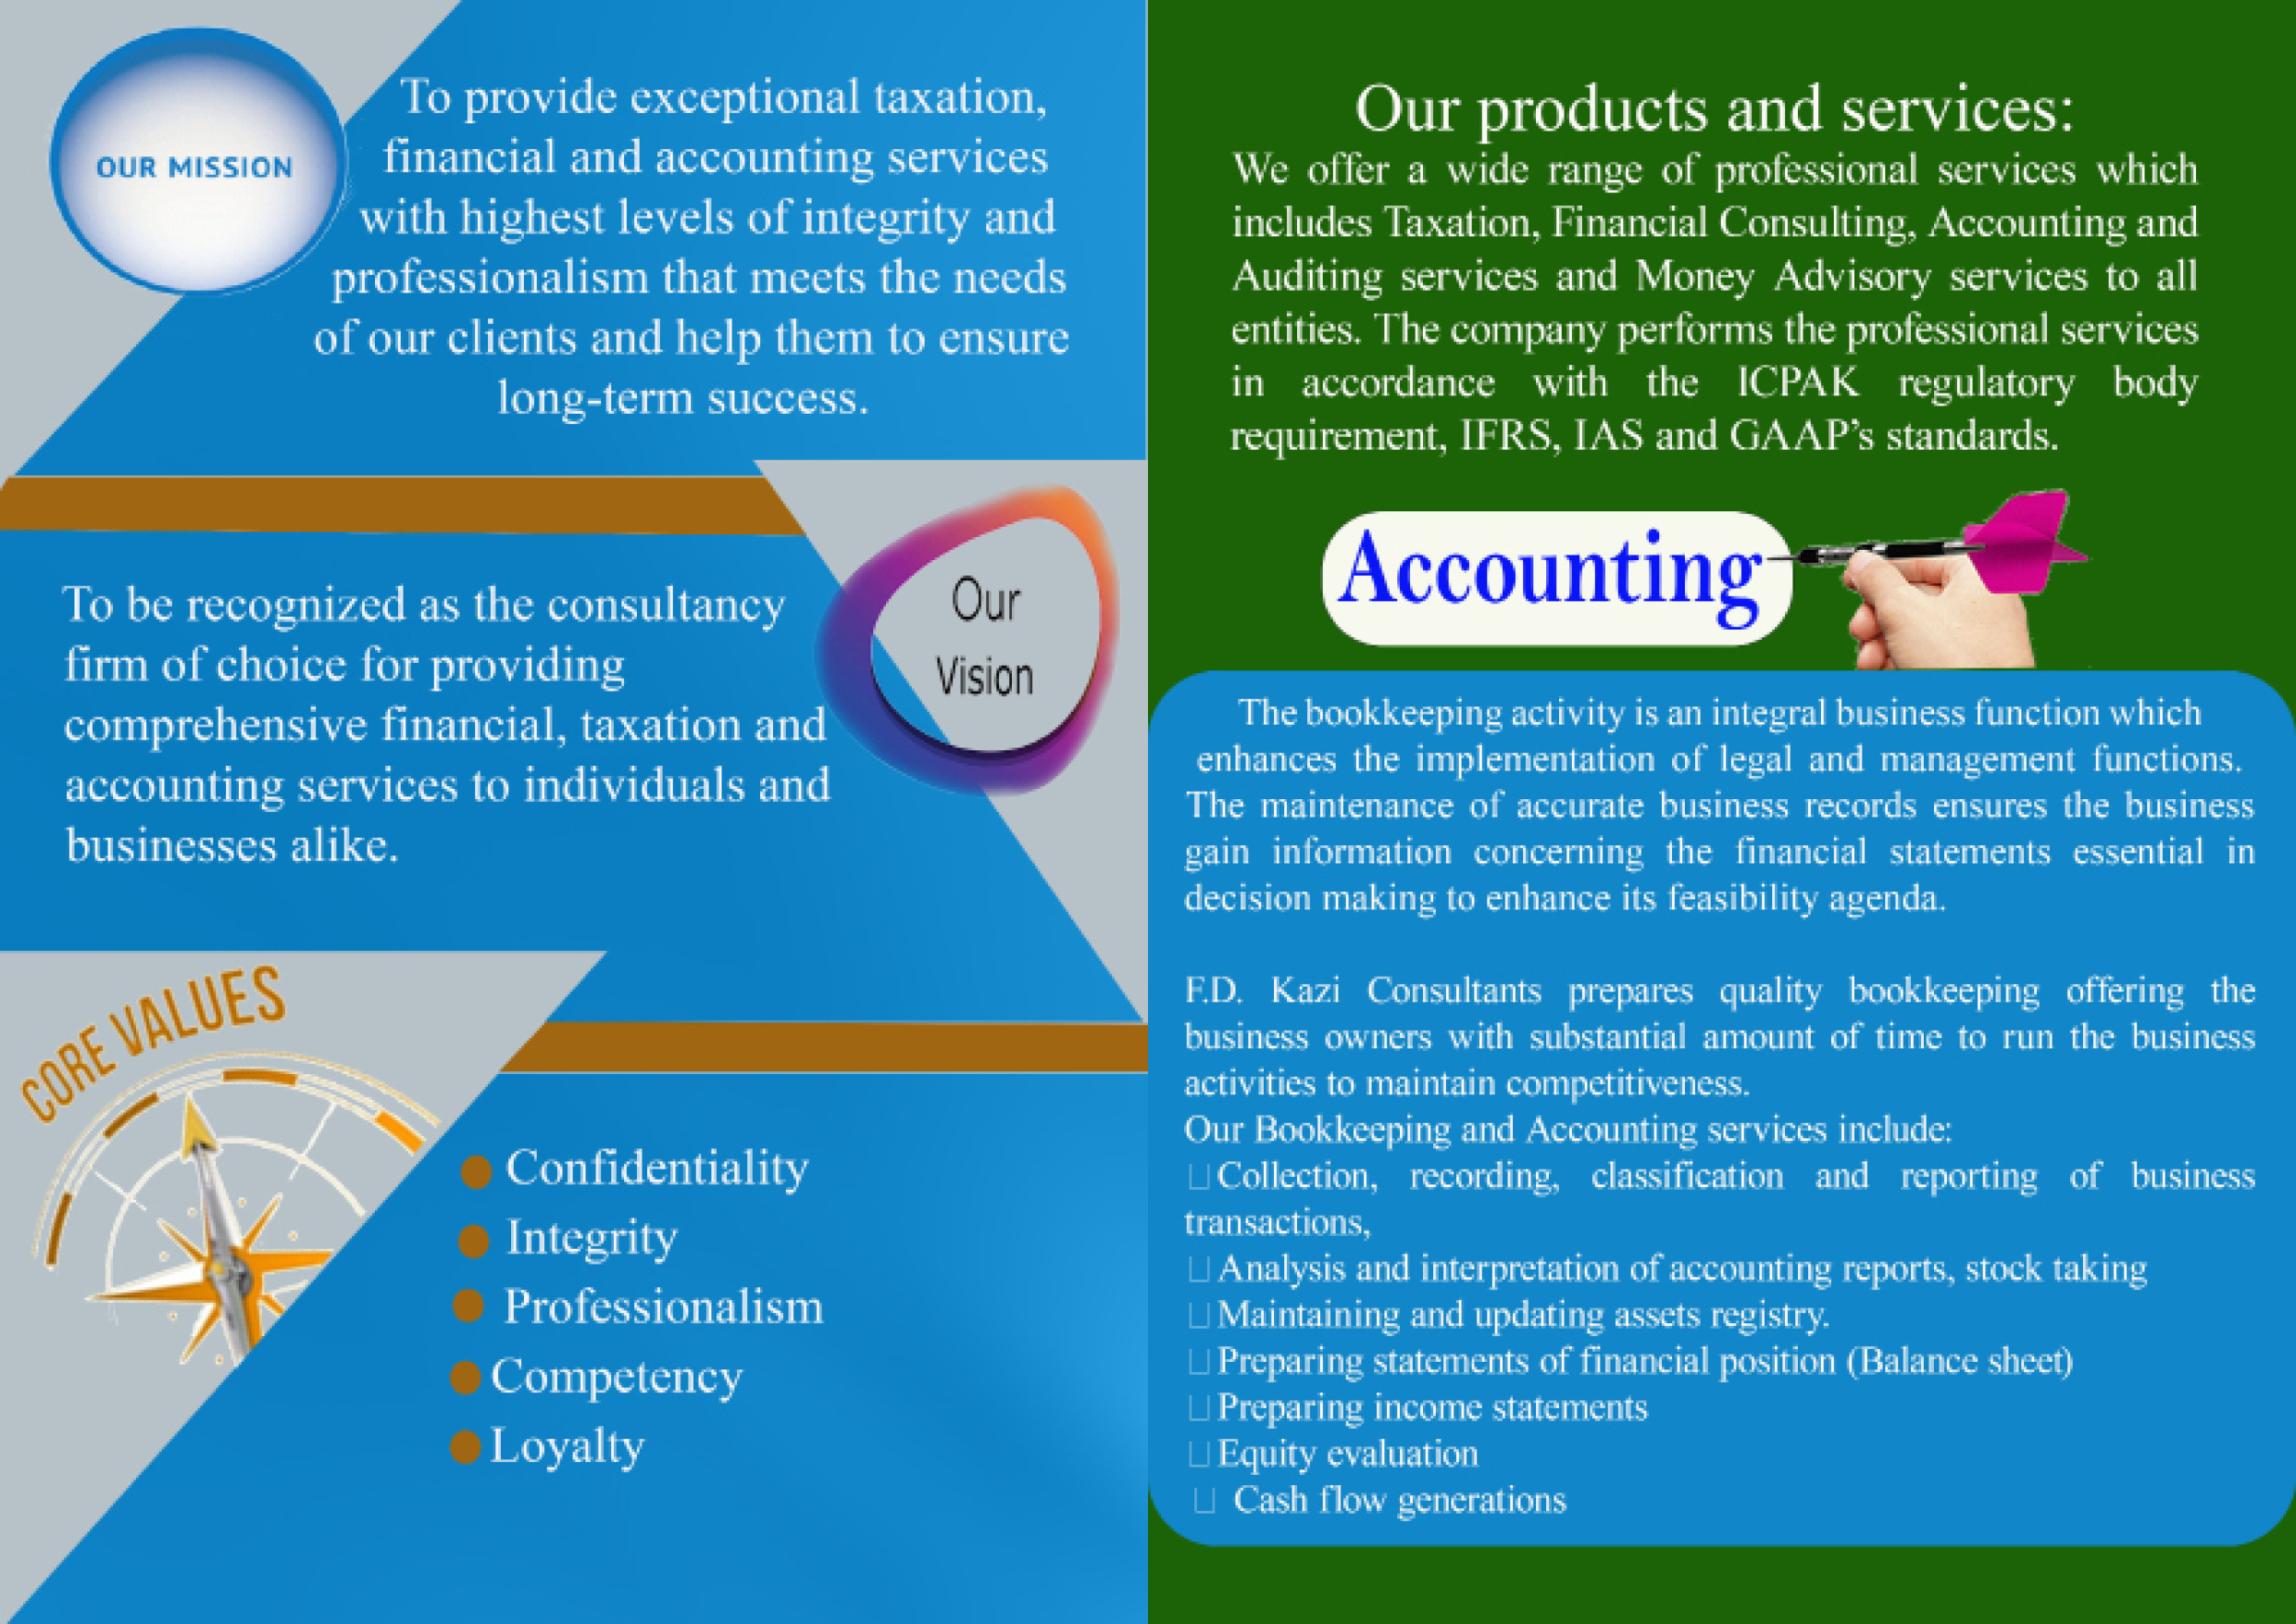 OUR MISSION
To provide exceptional taxation,
financial and accounting services
with highest levels of integrity and
professionalism that meets the needs
of our clients and help them to ensure
long-term success.
Our
Vision
To be recognized as the consultancy
firm of choice for providing
comprehensive financial, taxation and
accounting services to individuals and
businesses alike.
CORE VALUES
Confidentiality
Integrity
Professionalism
Competency
Loyalty
Our products and services:
We offer a wide range of professional services which
includes Taxation, Financial Consulting, Accounting and
Auditing services and Money Advisory services to all
entities. The company performs the professional services
in accordance with the ICPAK regulatory body
requirement, IFRS, IAS and GAAP’s standards.
Accounting
The bookkeeping activity is an integral business function which
enhances the implementation of legal and management functions.
The maintenance of accurate business records ensures the business
gain information concerning the financial statements essential in
decision making to enhance its feasibility agenda.
F.D. Kazi Consultants prepares quality bookkeeping offering the
business owners with substantial amount of time to run the business
activities to maintain competitiveness.
Our Bookkeeping and Accounting services include:
Collection, recording, classification and reporting of business
transactions,
Analysis and interpretation of accounting reports, stock taking
Maintaining and updating assets registry.
Preparing statements of financial position (Balance sheet)
Preparing income statements
Equity evaluation
Cash flow generations